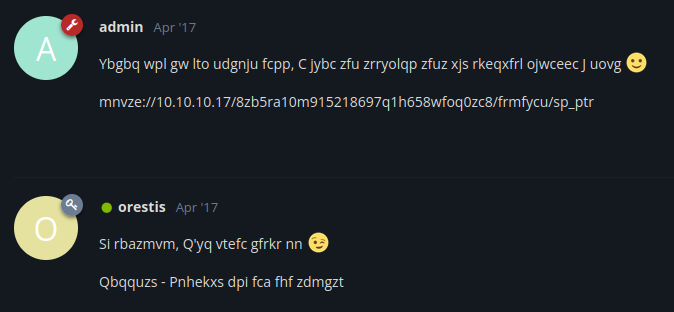 A
admin Apr '17
Ybgbq wpl gw lto udgnju fcpp, C jybc zfu zrryolqp zfuz xjs rkeqxfrl ojwceec J uovg
mnvze://10.10.10.17/8zb5ra10m915218697q1h658wfoq0zc8/frmfycu/sp_ptr
O
orestis Apr '17
Si rbazmvm, Q'yq vtefc gfrkr nn
Qbqquzs - Pnhekxs dpi fca fhf zdmgzt